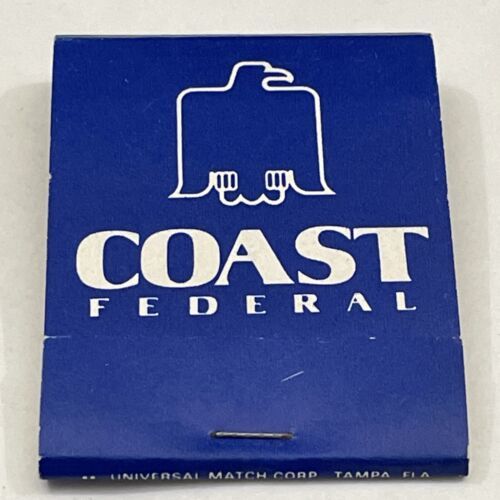 COAST
FEDERAL
UNIVERSAL MATCH CORP. TAMPA, FLA